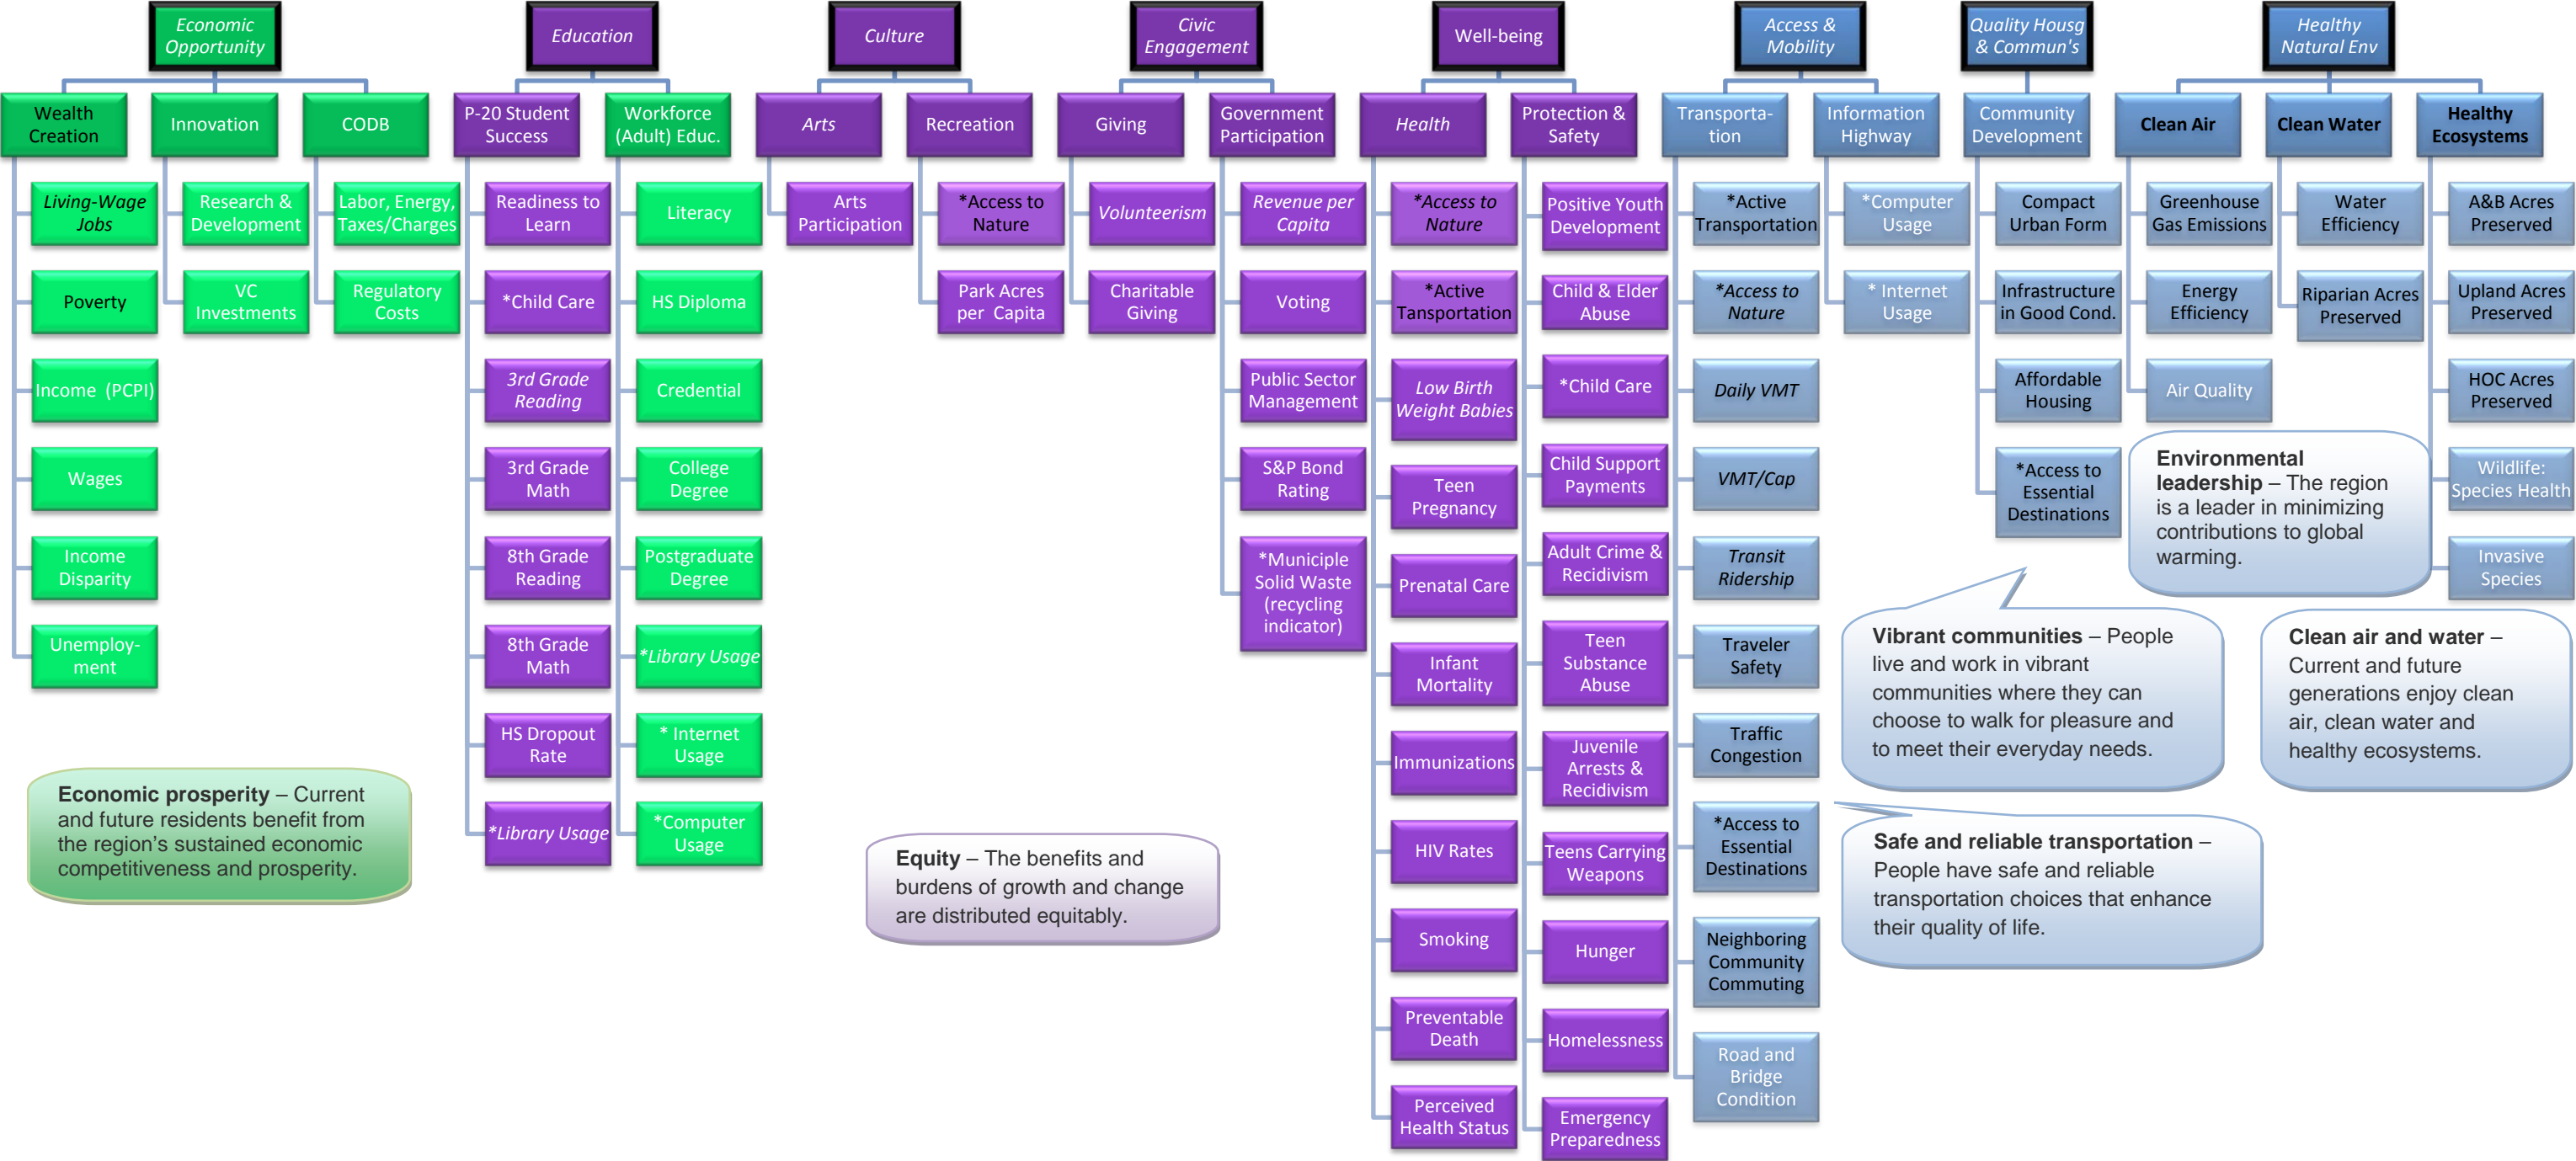 Economic
Opportunity
Education
Culture
Civic
Engagement
Well-being
Access &
Mobility
Quality Housg
& Commun's
Healthy
Natural Env
Wealth
Creation
Innovation
CODB
P-20 Student
Success
Workforce
(Adult) Educ.
Arts
Recreation
Giving
Government
Participation
Health
Protection &
Safety
Transporta-
tion
Information
Highway
Community
Development
Clean Air
Clean Water
Healthy
Ecosystems
Living-Wage
Jobs
Poverty
Income (PCPI)
Wages
Income
Disparity
Unemploy-
ment
Research &
Development
VC
Investments
Labor, Energy,
Taxes/Charges
Regulatory
Costs
Readiness to
Learn
*Child Care
3rd Grade
Reading
3rd Grade
Math
8th Grade
Reading
8th Grade
Math
HS Dropout
Rate
*Library Usage
Literacy
HS Diploma
Credential
College
Degree
Postgraduate
Degree
*Library Usage
* Internet
Usage
*Computer
Usage
Arts
Participation
*Access to
Nature
Park Acres
per Capita
Volunteerism
Charitable
Giving
Revenue per
Capita
Voting
Public Sector
Management
S&P Bond
Rating
*Municiple
Solid Waste
(recycling
indicator)
*Access to
Nature
*Active
Tansportation
Low Birth
Weight Babies
Teen
Pregnancy
Prenatal Care
Infant
Mortality
Immunizations
HIV Rates
Smoking
Preventable
Death
Perceived
Health Status
Positive Youth
Development
Child & Elder
Abuse
*Child Care
Child Support
Payments
Adult Crime &
Recidivism
Teen
Substance
Abuse
Juvenile
Arrests &
Recidivism
Teens Carrying
Weapons
Hunger
Homelessness
Emergency
Preparedness
*Active
Transportation
*Access to
Nature
Daily VMT
VMT/Cap
Transit
Ridership
Traveler
Safety
Traffic
Congestion
*Access to
Essential
Destinations
Neighboring
Community
Commuting
Road and
Bridge
Condition
*Computer
Usage
* Internet
Usage
Compact
Urban Form
Infrastructure
in Good Cond.
Affordable
Housing
*Access to
Essential
Destinations
Greenhouse
Gas Emissions
Energy
Efficiency
Air Quality
Water
Efficiency
Riparian Acres
Preserved
A&B Acres
Preserved
Upland Acres
Preserved
HOC Acres
Preserved
Wildlife:
Species Health
Invasive
Species
Environmental
leadership – The region
is a leader in minimizing
contributions to global
warming.
Vibrant communities – People
live and work in vibrant
communities where they can
choose to walk for pleasure and
to meet their everyday needs.
Clean air and water –
Current and future
generations enjoy clean
air, clean water and
healthy ecosystems.
Economic prosperity – Current
and future residents benefit from
the region's sustained economic
competitiveness and prosperity.
Equity – The benefits and
burdens of growth and change
are distributed equitably.
Safe and reliable transportation –
People have safe and reliable
transportation choices that enhance
their quality of life.